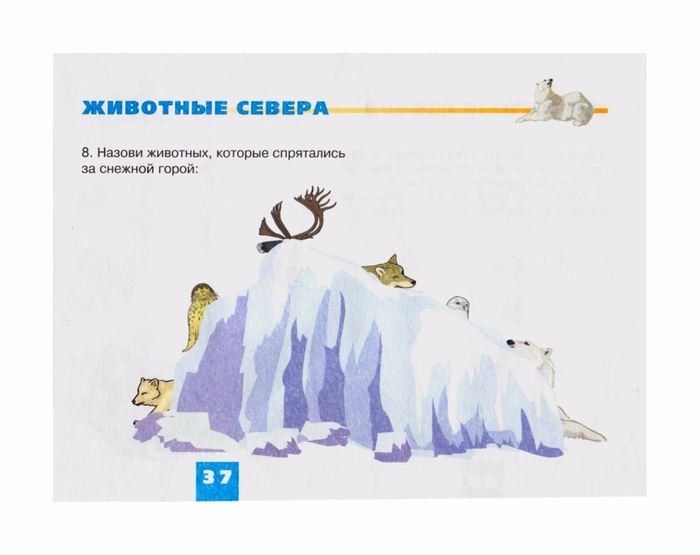 ЖИВОТНЫЕ СЕВЕРА
8. Назови животных, которые спрятались
за снежной горой:
37